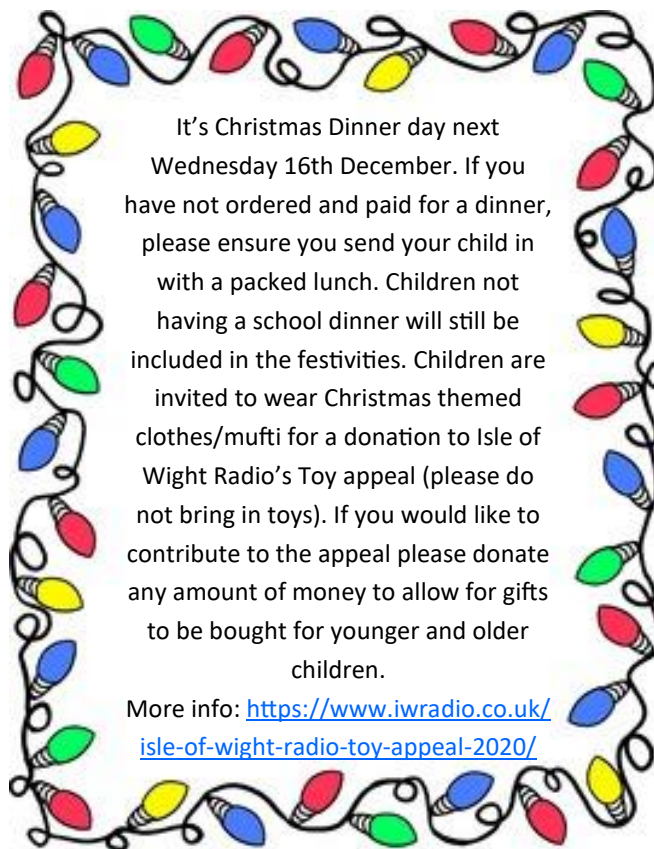 It’s Christmas Dinner day next
Wednesday 16th December. If you
have not ordered and paid for a dinner,
please ensure you send your child in
with a packed lunch. Children not
having a school dinner will still be
included in the festivities. Children are
invited to wear Christmas themed
clothes/mufti for a donation to Isle of
Wight Radio’s Toy appeal (please do
not bring in toys). If you would like to
contribute to the appeal please donate
any amount of money to allow for gifts
to be bought for younger and older
children.
More info: https://www.iwradio.co.uk/
isle-of-wight-radio-toy-appeal-2020/